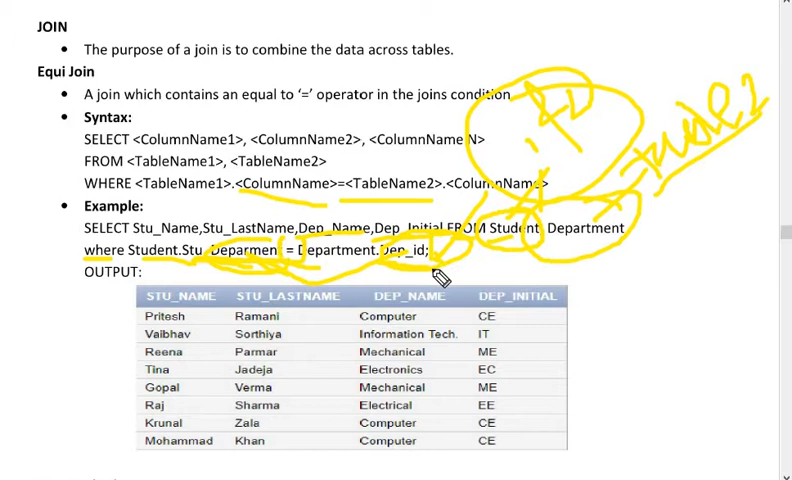 JOIN
• The purpose of a join is to combine the data across tables.
Equi Join
• A join which contains an equal to ‘=’ operator in the joins condition
• Syntax:
SELECT <ColumnName1>, <ColumnName2>, <ColumnName N>
FROM <TableName1>, <TableName2>
WHERE <TableName1>.<ColumnName>=<TableName2>.<ColumnName>
• Example:
SELECT Stu_Name,Stu_LastName,Dep_Name,Dep_Initial FROM Student, Department
where Student.Stu_Deparment = Department.Dep_id;
OUTPUT:
STU_NAME STU_LASTNAME DEP_NAME DEP_INITIAL
Pritesh Ramani Computer CE
Vaibhav Sorthiya Information Tech. IT
Reena Parmar Mechanical ME
Tina Jadeja Electronics EC
Gopal Verma Mechanical ME
Raj Sharma Electrical EE
Krunal Zala Computer CE
Mohammad Khan Computer CE